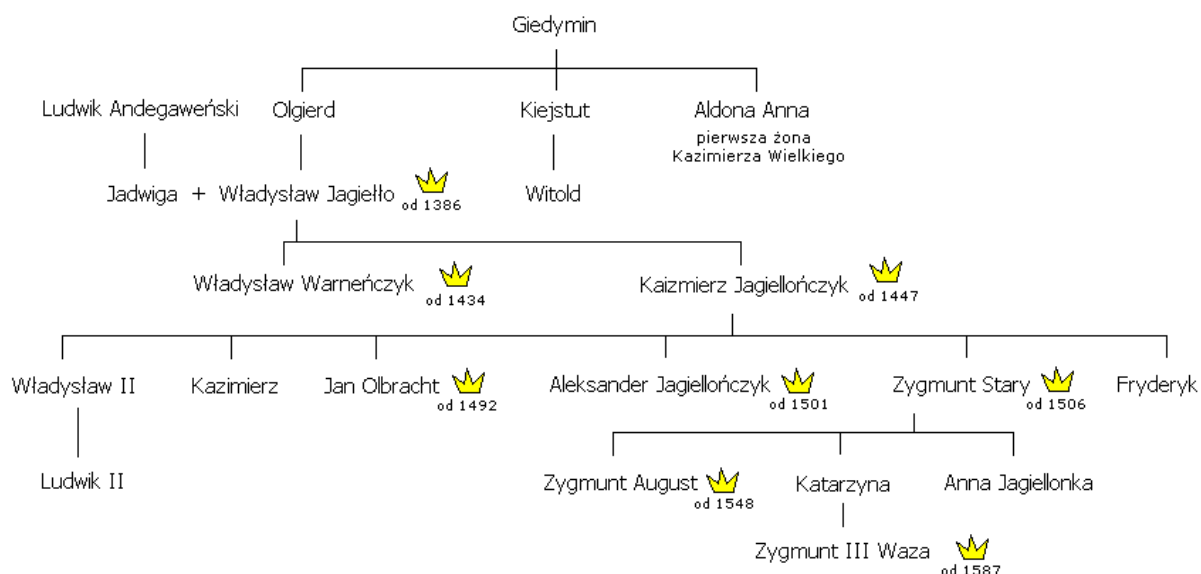 Giedymin
Ludwik Andegaweński Olgierd Kiejstut Aldona Anna
pierwsza żona
Kazimierza Wielkiego
Jadwiga + Władysław Jagiełło od 1386 Witold
Władysław Warneńczyk od 1434 Kaizmierz Jagiellończyk od 1447
Władysław II Kazimierz Jan Olbracht od 1492 Aleksander Jagiellończyk od 1501 Zygmunt Stary od 1506 Fryderyk
Ludwik II Zygmunt August od 1548 Katarzyna Anna Jagiellonka
Zygmunt III Waza od 1587